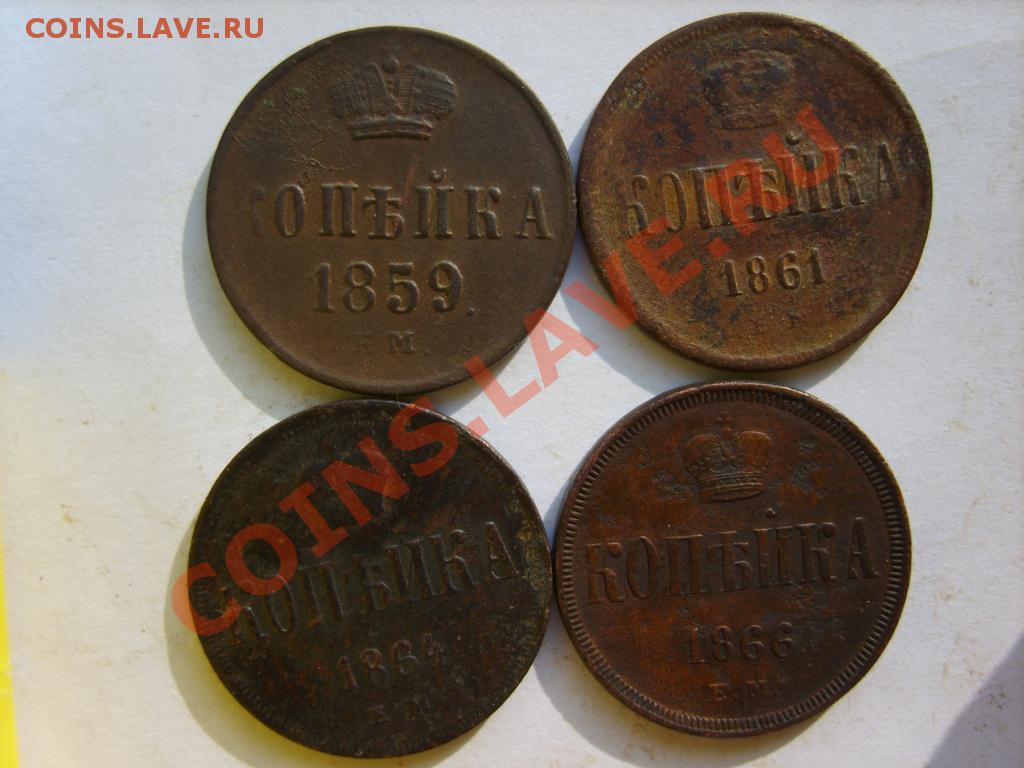 COINS.LAVE.RU
КОПѢЙКА
1859.
Е М
КОПѢЙКА
1861
COINS.LAVE.RU
КОПѢЙКА
1864
Е
КОПѢЙКА
1866
Е.М.